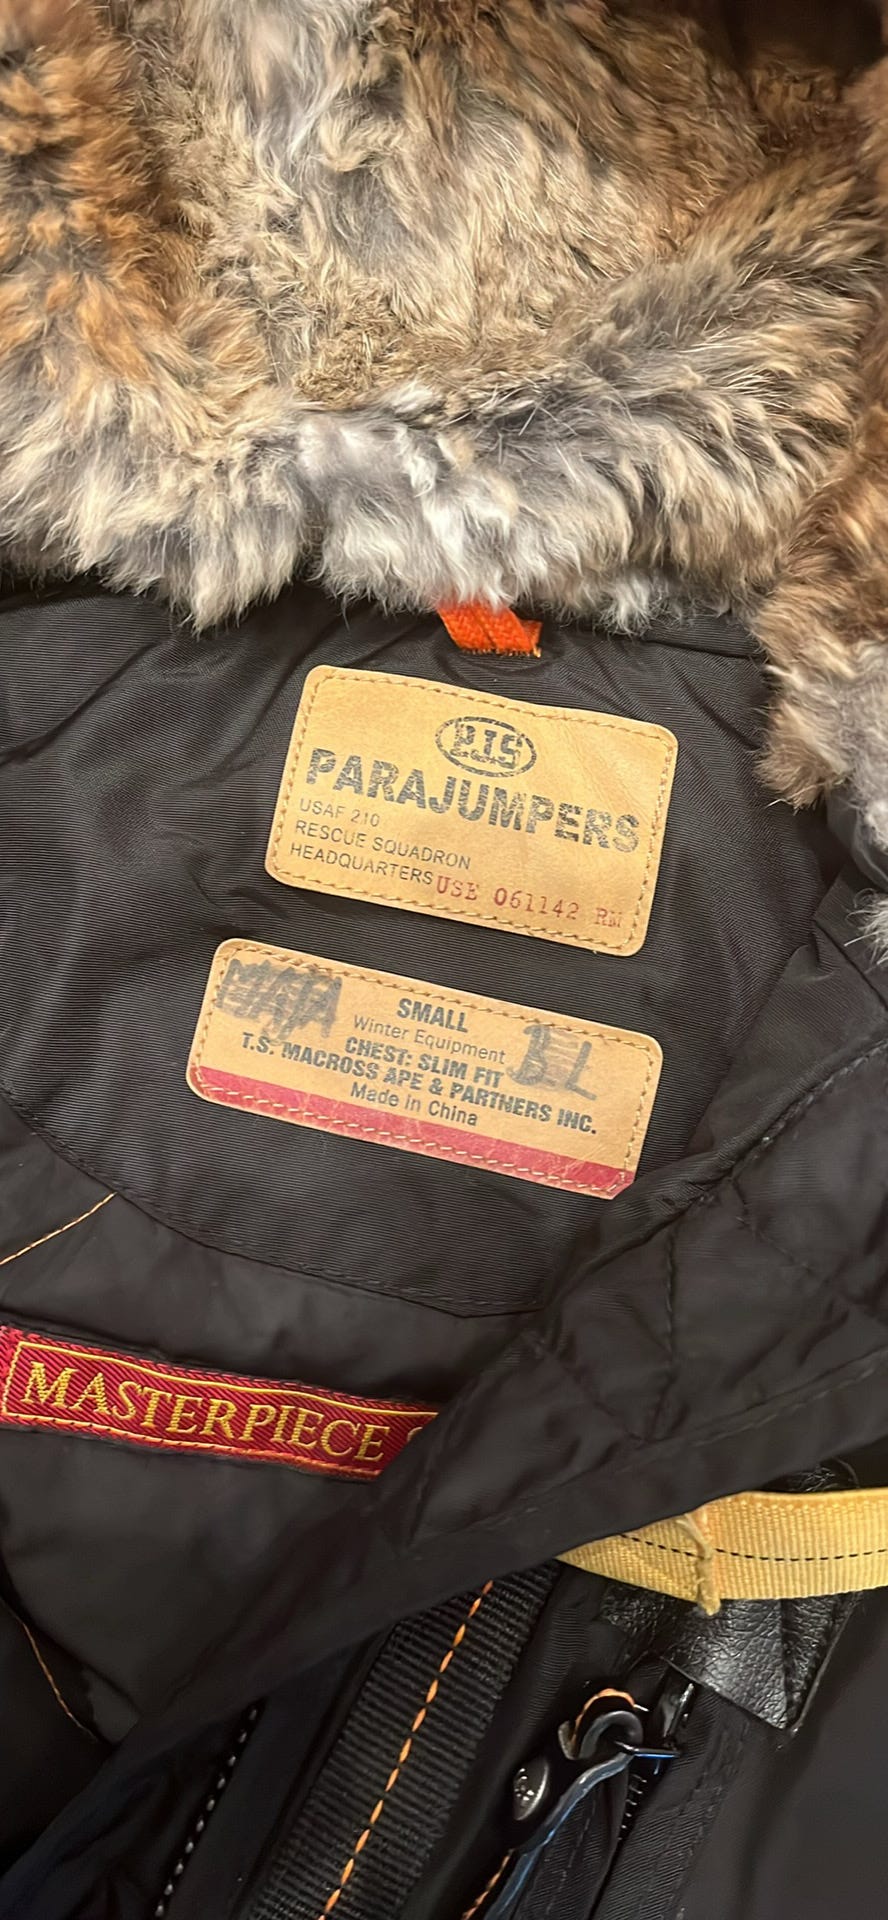 PJS
PARAJUMPERS
USAF 210
RESCUE SQUADRON
HEADQUARTERS USE 061142 RM
SMALL
Winter Equipment
CHEST: SLIM FIT
T.S. MACROSS APE & PARTNERS INC.
Made in China
B.L
MASTERPIECE